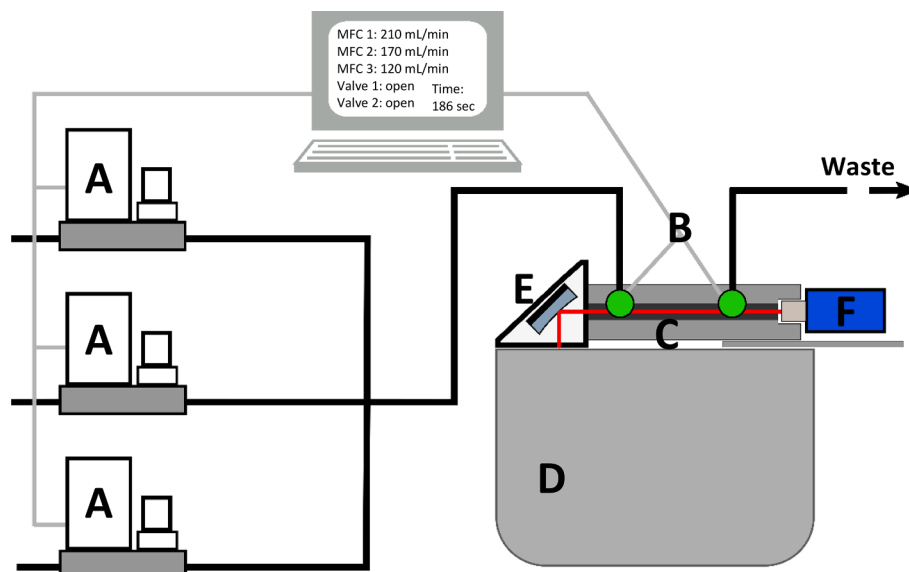 MFC 1: 210 mL/min
MFC 2: 170 mL/min
MFC 3: 120 mL/min
Valve 1: open
Valve 2: open
Time:
186 sec
Waste
A
A
A
B
E
F
C
D